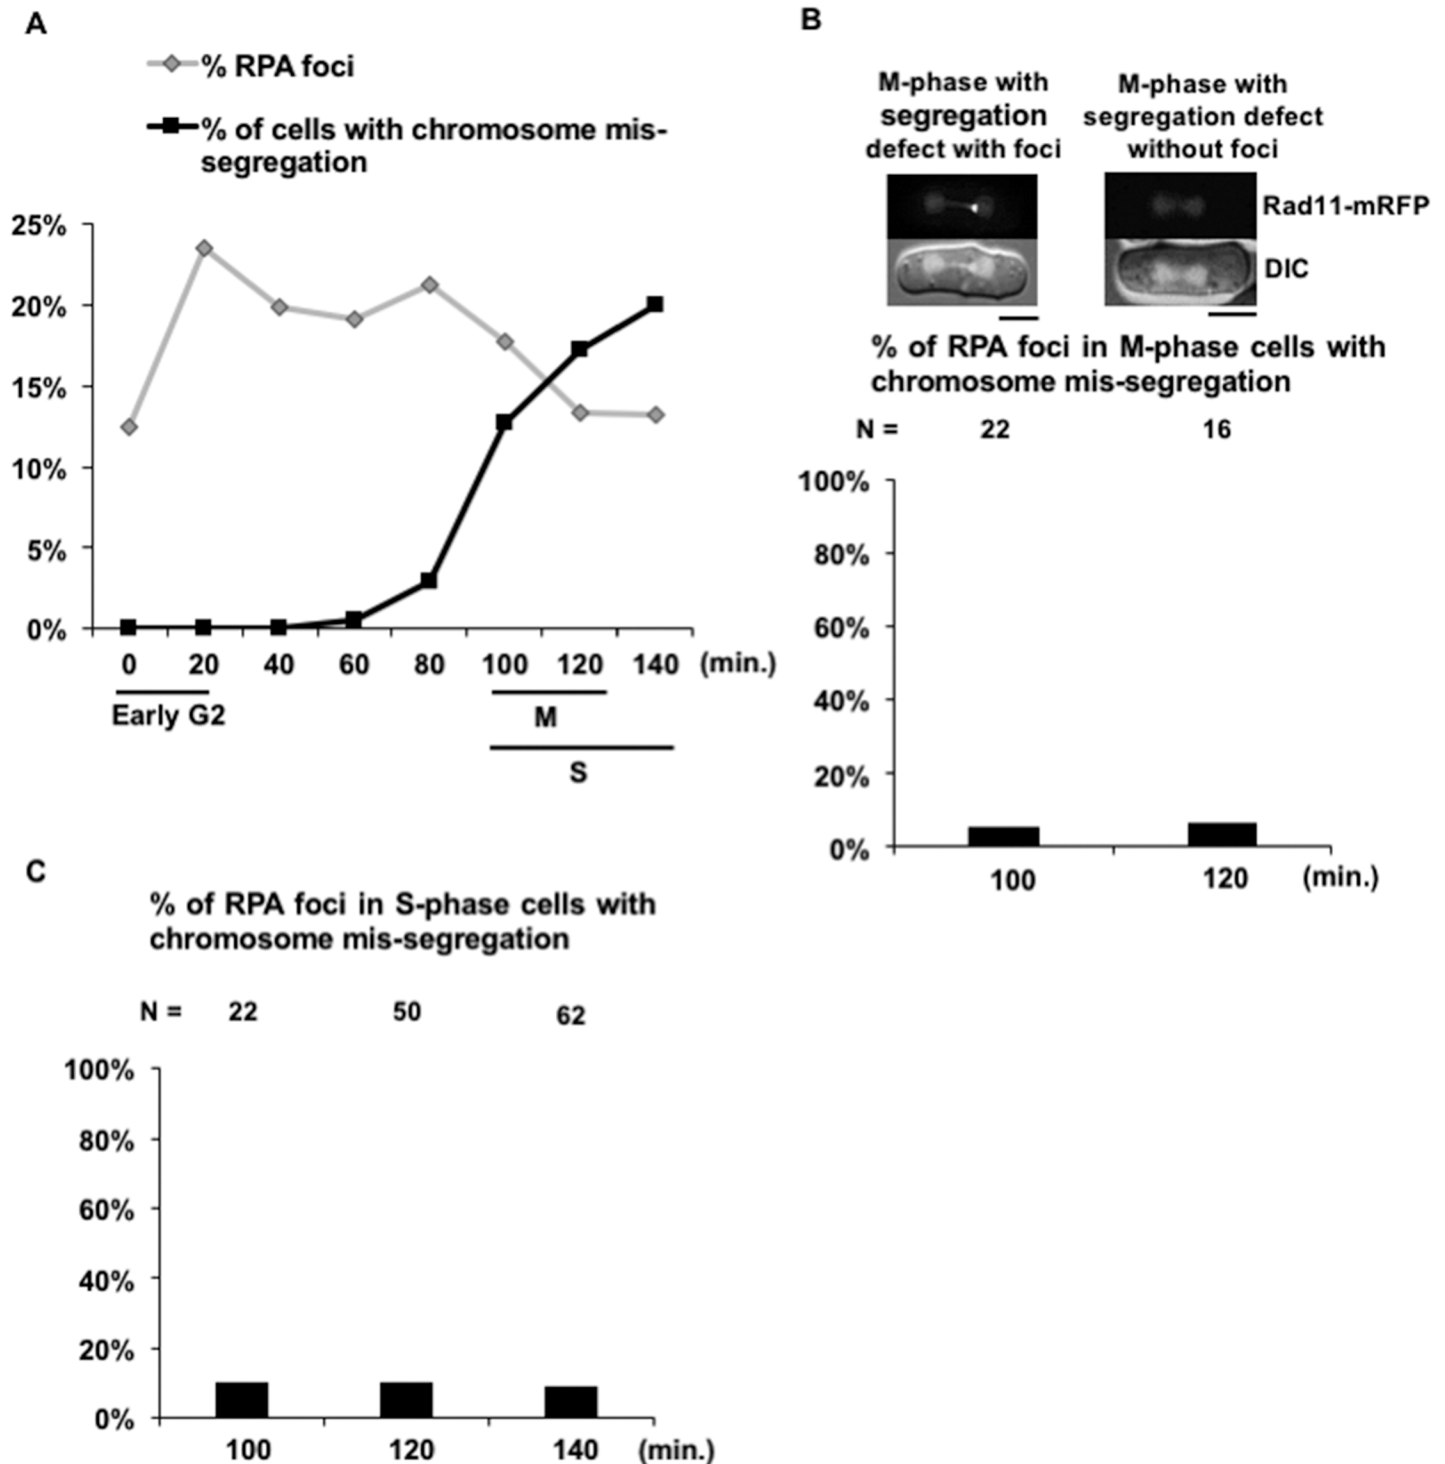 A
% RPA foci
% of cells with chromosome mis-
segregation
25%
20%
15%
10%
5%
0%
0 20 40 60 80 100 120 140 (min.)
Early G2
M
S
B
M-phase with
segregation
defect with foci
M-phase with
segregation defect
without foci
Rad11-mRFP
DIC
% of RPA foci in M-phase cells with
chromosome mis-segregation
N = 22 16
100%
80%
60%
40%
20%
0%
100 120 (min.)
C
% of RPA foci in S-phase cells with
chromosome mis-segregation
N = 22 50 62
100%
80%
60%
40%
20%
0%
100 120 140 (min.)